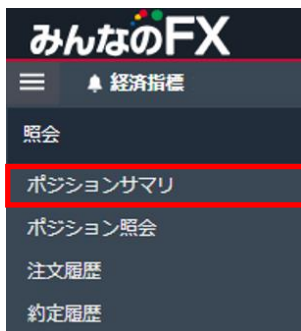 みんなのFX
経済指標
照会
ポジションサマリ
ポジション照会
注文履歴
約定履歴